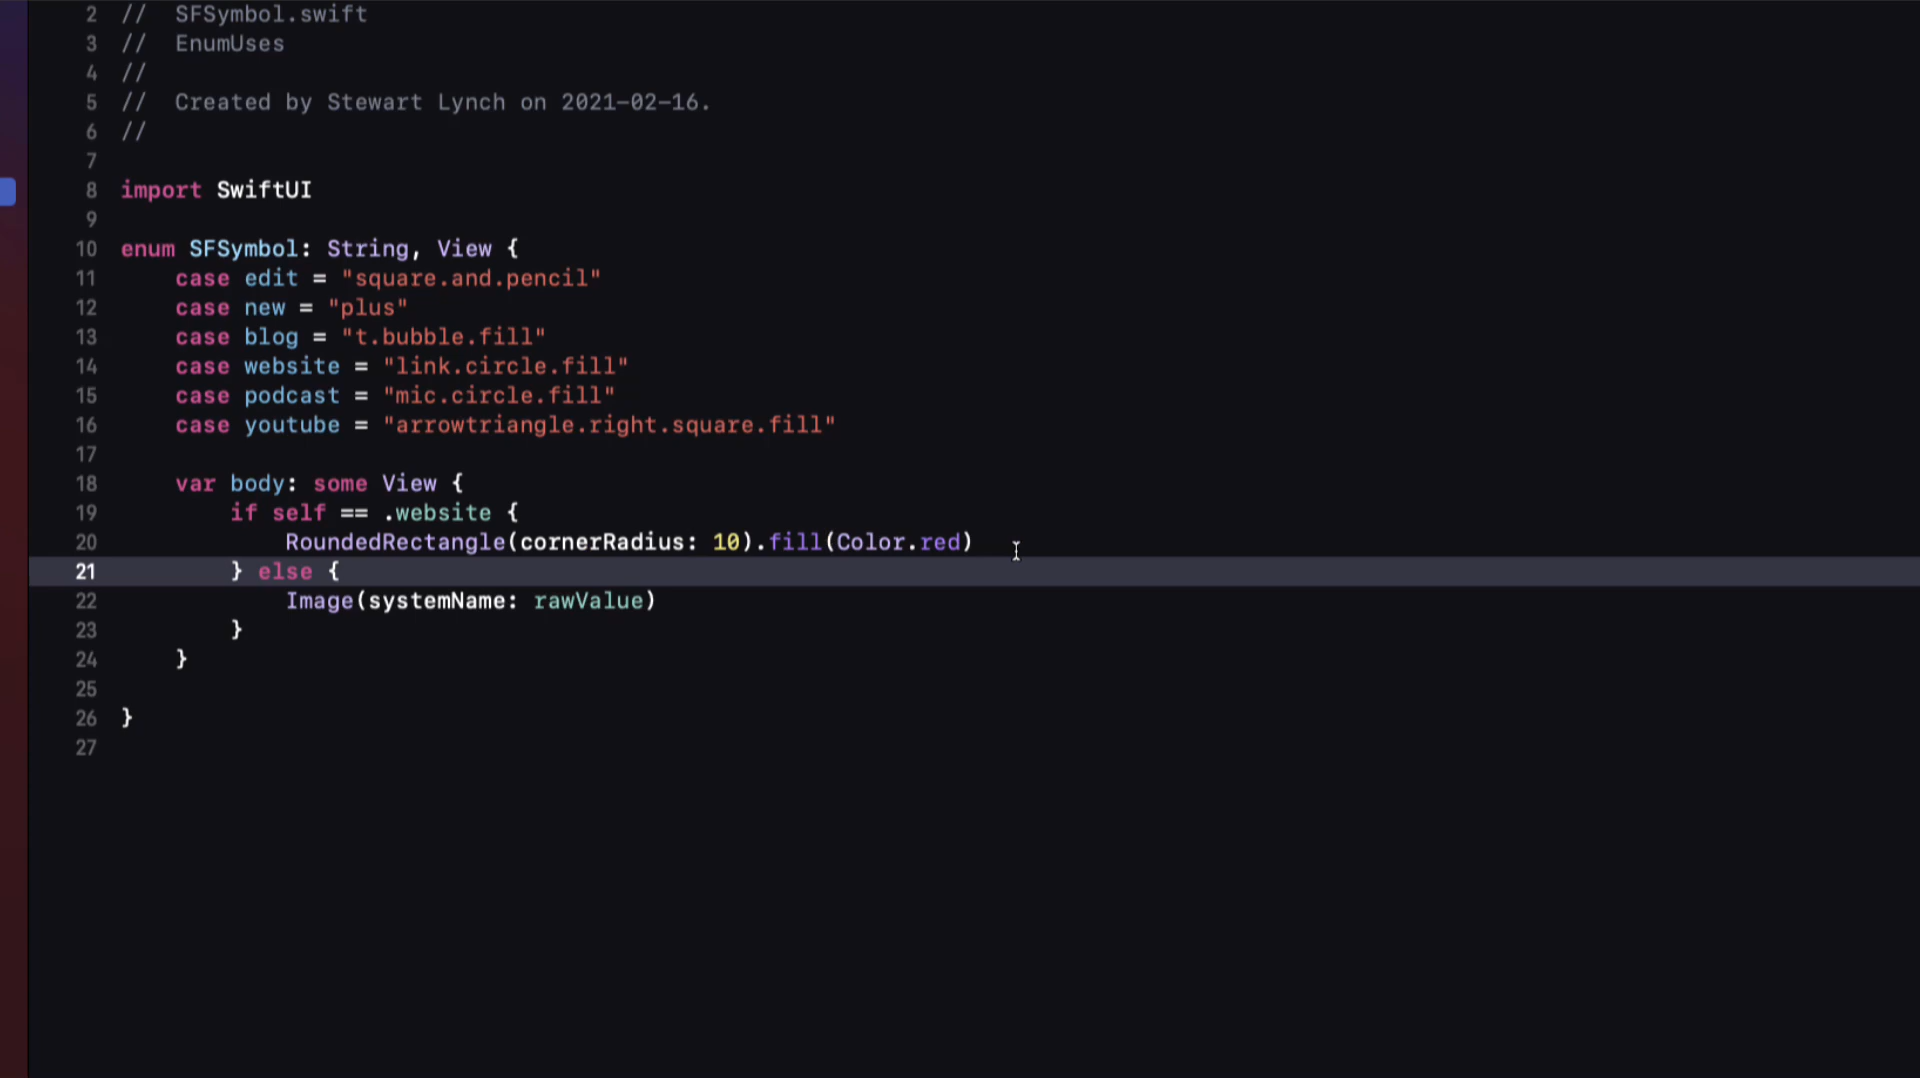 2 // SFSymbol.swift
3 // EnumUses
4 //
5 // Created by Stewart Lynch on 2021-02-16.
6 //
7
8 import SwiftUI
9
10 enum SFSymbol: String, View {
11     case edit = "square.and.pencil"
12     case new = "plus"
13     case blog = "t.bubble.fill"
14     case website = "link.circle.fill"
15     case podcast = "mic.circle.fill"
16     case youtube = "arrowtriangle.right.square.fill"
17
18     var body: some View {
19         if self == .website {
20             RoundedRectangle(cornerRadius: 10).fill(Color.red)
21         } else {
22             Image(systemName: rawValue)
23         }
24     }
25
26 }
27